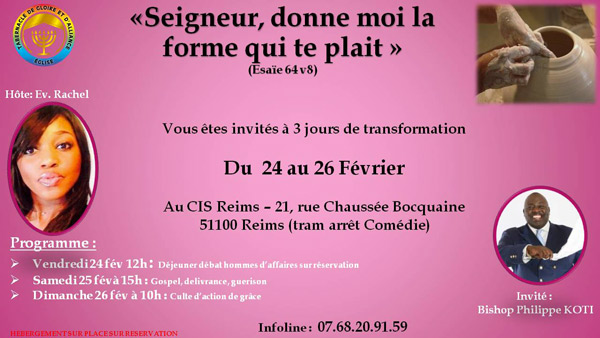 «Seigneur, donne moi la
forme qui te plait »
(Esaïe 64 v8)
TABERNACLE DE GLOIRE ET D'ALLIANCE
ÉGLISE
Hôte: Ev. Rachel
Vous êtes invités à 3 jours de transformation
Du 24 au 26 Février
Au CIS Reims – 21, rue Chaussée Bocquaine
51100 Reims (tram arrêt Comédie)
Programme :
Vendredi 24 fév 12h : Déjeuner débat hommes d'affaires sur réservation
Samedi 25 fév à 15h : Gospel, delivrance, guerison
Dimanche 26 fév à 10h : Culte d'action de grâce
Invité :
Bishop Philippe KOTI
Infoline : 07.68.20.91.59
HEBERGEMENT SUR PLACE SUR RESERVATION